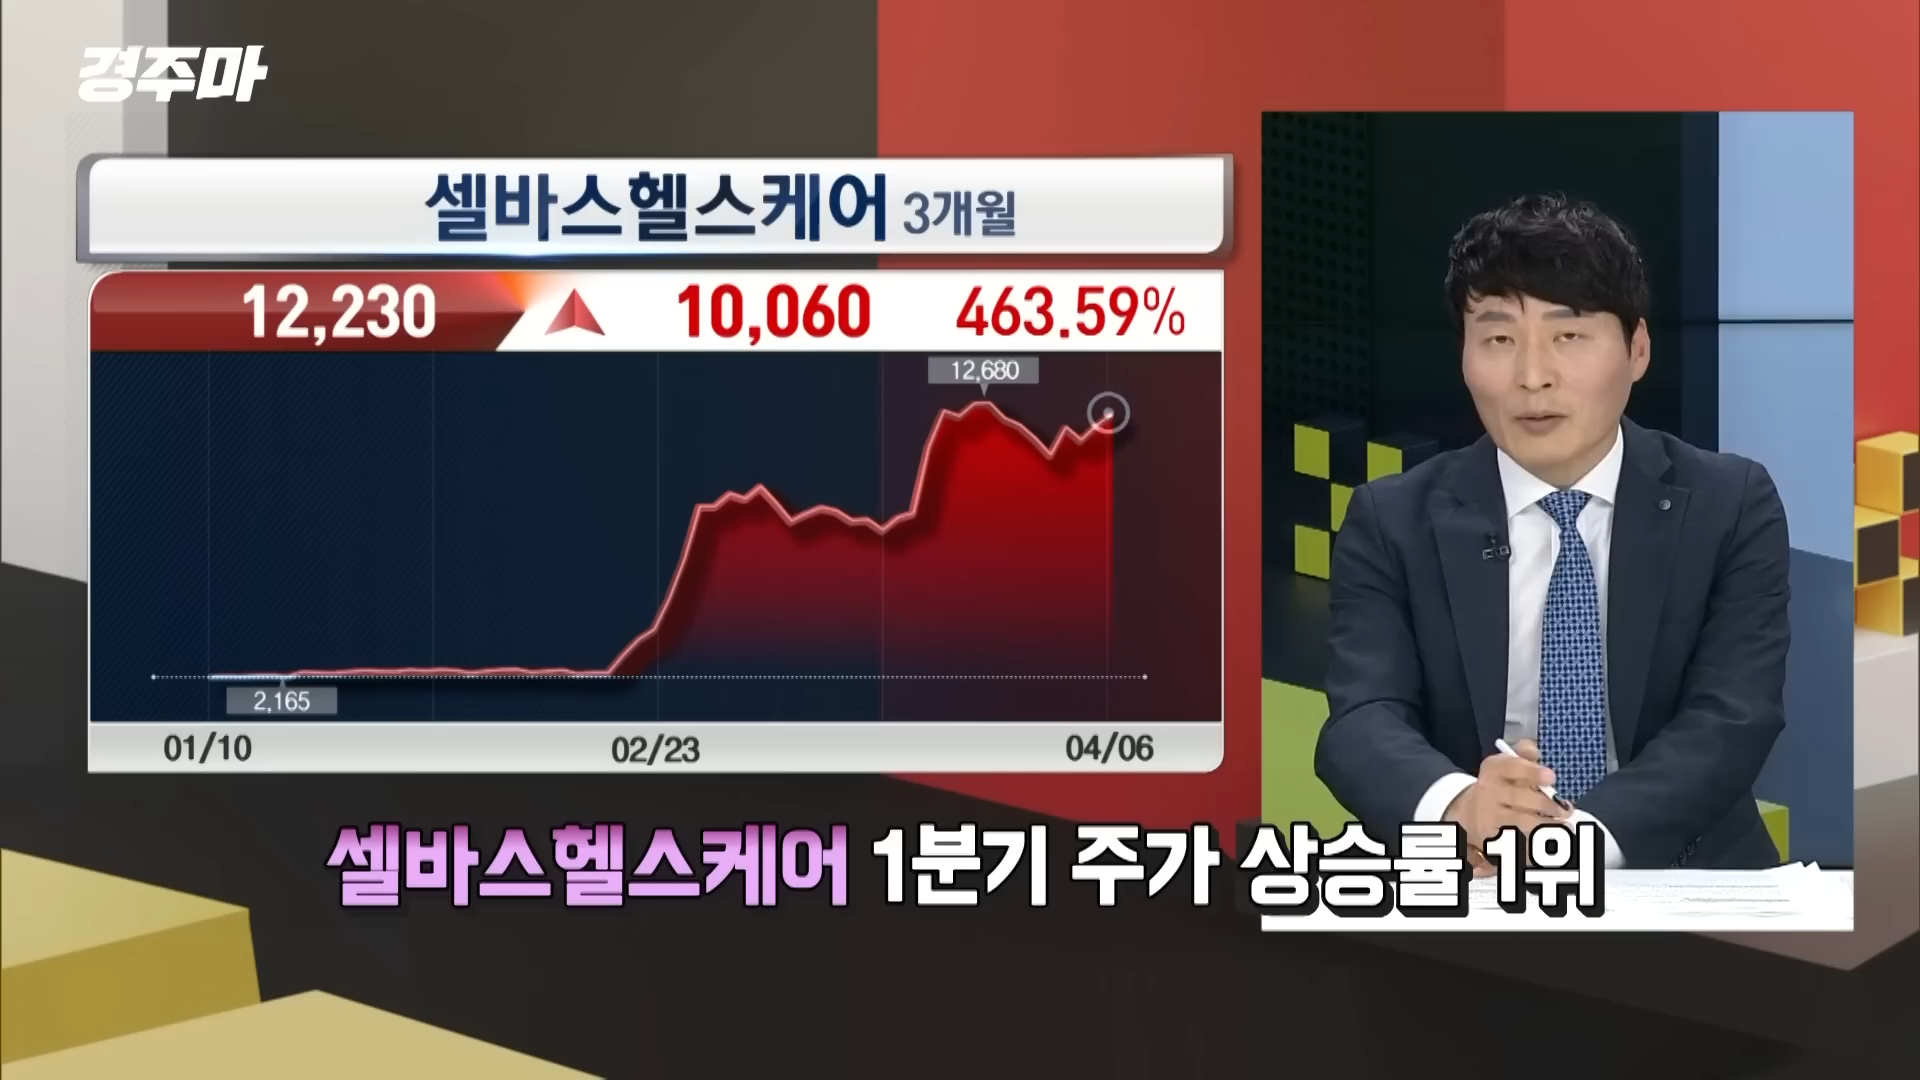 경주마
셀바스헬스케어 3개월
12,230 ▲ 10,060 463.59%
12,680
2,165
01/10 02/23 04/06
셀바스헬스케어 1분기 주가 상승률 1위